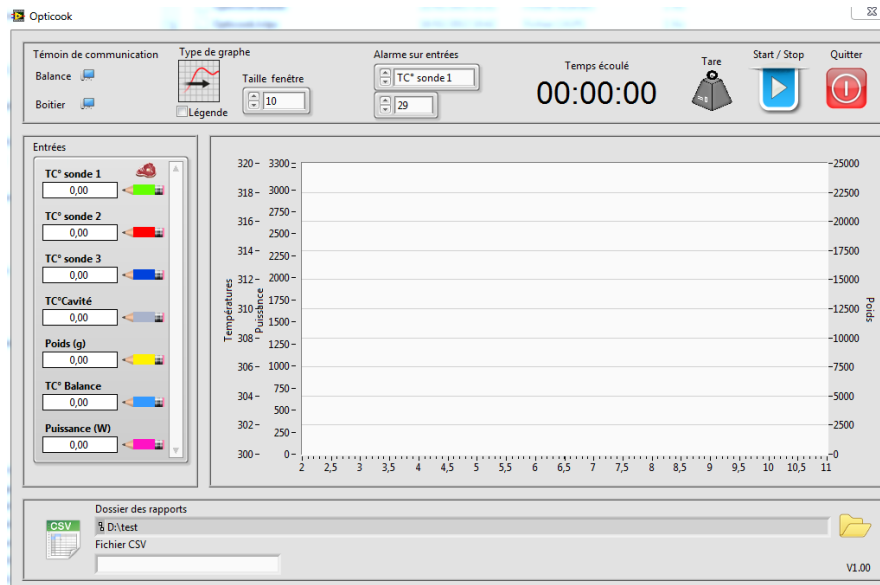 Opticook
Témoin de communication
Balance
Boitier
Type de graphe
Légende
Taille fenêtre
10
Alarme sur entrées
TC° sonde 1
29
Temps écoulé
00:00:00
Tare
Start / Stop
Quitter
Entrées
TC° sonde 1
0,00
TC° sonde 2
0,00
TC° sonde 3
0,00
TC°Cavité
0,00
Poids (g)
0,00
TC° Balance
0,00
Puissance (W)
0,00
Températures
320
318
316
314
312
310
308
306
304
302
300
Puissance
3300
3000
2750
2500
2250
2000
1750
1500
1250
1000
750
500
250
0
25000
22500
20000
17500
15000
12500
10000
7500
5000
2500
0
Poids
2 2,5 3 3,5 4 4,5 5 5,5 6 6,5 7 7,5 8 8,5 9 9,5 10 10,5 11
CSV
Dossier des rapports
D:\test
Fichier CSV
V1.00